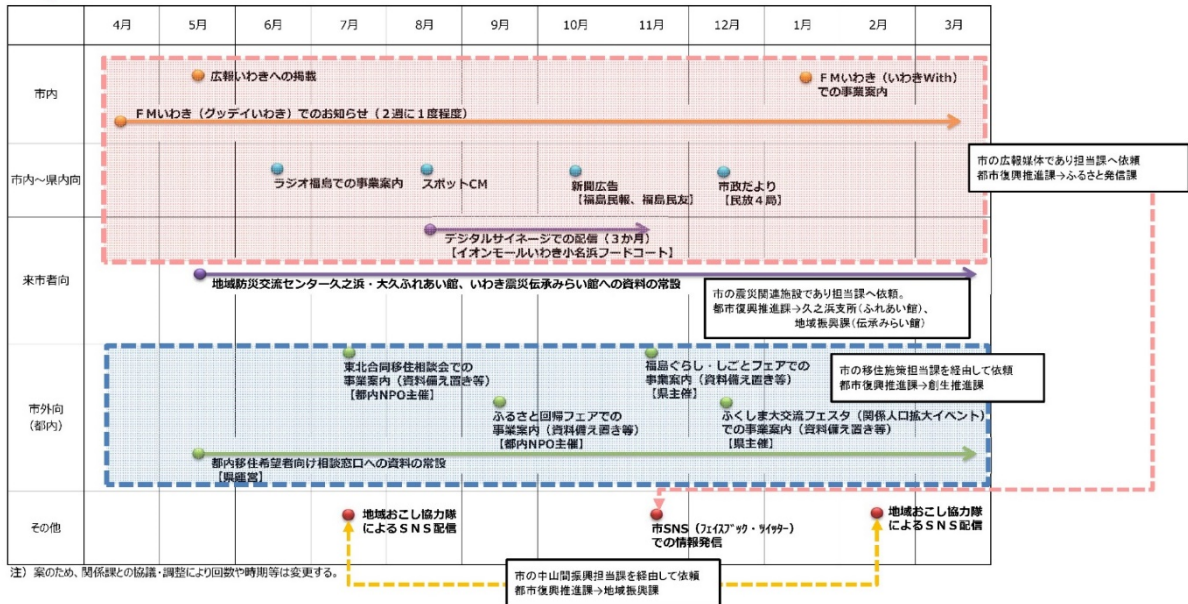 4月 5月 6月 7月 8月 9月 10月 11月 12月 1月 2月 3月
市内
広報いわきへの掲載
ＦＭいわき（いわきWith）
での事業案内
ＦＭいわき（グッデイいわき）でのお知らせ（２週に１度程度）
市内～県内向
ラジオ福島での事業案内
スポットCM
新聞広告
【福島民報、福島民友】
市政だより
【民放４局】
市の広報媒体であり担当課へ依頼
都市復興推進課→ふるさと発信課
来市者向
デジタルサイネージでの配信（３か月）
【イオンモールいわき小名浜フードコート】
地域防災交流センター久之浜・大久ふれあい館、いわき震災伝承みらい館への資料の常設
市の震災関連施設であり担当課へ依頼。
都市復興推進課→久之浜支所（ふれあい館）、
地域振興課（伝承みらい館）
市外向
（都内）
東北合同移住相談会での
事業案内（資料備え置き等）
【都内NPO主催】
福島ぐらし・しごとフェアでの
事業案内（資料備え置き等）
【県主催】
市の移住施策担当課を経由して依頼
都市復興推進課→創生推進課
ふるさと回帰フェアでの
事業案内（資料備え置き等）
【都内NPO主催】
ふくしま大交流フェスタ（関係人口拡大イベント）
での事業案内（資料備え置き等）
【県主催】
都内移住希望者向け相談窓口への資料の常設
【県運営】
その他
地域おこし協力隊
によるＳＮＳ配信
市SNS（ﾌｪｲｽﾌﾞｯｸ・ﾂｲｯﾀｰ）
での情報発信
地域おこし協力隊
によるＳＮＳ配信
市の中山間振興担当課を経由して依頼
都市復興推進課→地域振興課
注）案のため、関係課との協議・調整により回数や時期等は変更する。